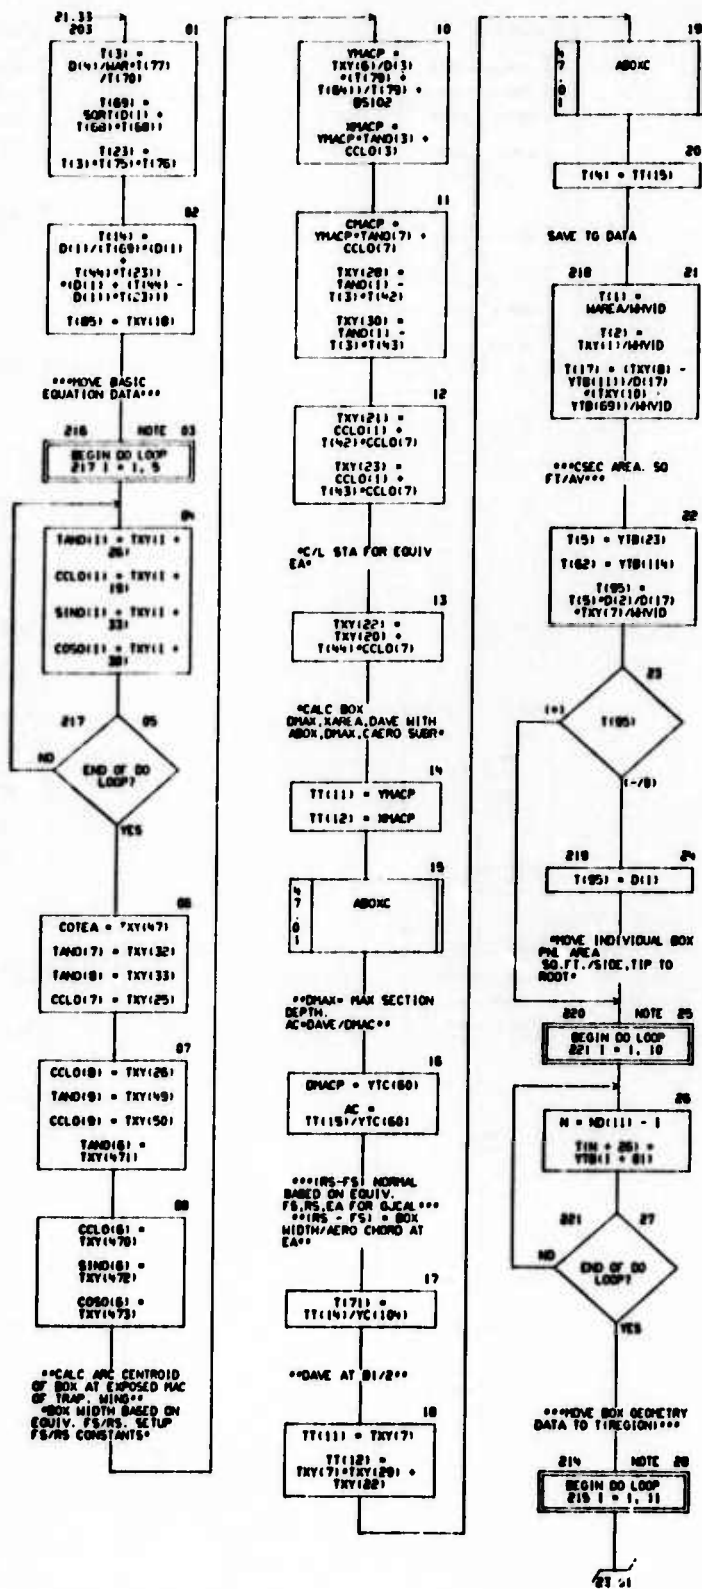 21.33
203
01
T(3) =
D(4)/WAR*T(77)
/T(78)
T(69) =
SQRT(D(1) +
T(68)*T(68))
T(23) =
T(3)*T(75)*T(76)
02
T(14) =
D(1)/(T(69)*(D(1)
+
T(44)*T(23))
*(D(1) + (T(44) -
D(1))*T(23)))
T(85) = TXY(18)
***MOVE BASIC
EQUATION DATA***
216 NOTE 03
BEGIN DO LOOP
217 I = 1, 5
04
TAND(I) = TXY(I +
26)
CCLO(I) = TXY(I +
19)
SIND(I) = TXY(I +
33)
COSO(I) = TXY(I +
38)
217 05
END OF DO
LOOP?
NO
YES
06
COTEA = TXY(47)
TAND(7) = TXY(32)
TAND(8) = TXY(33)
CCLO(7) = TXY(25)
07
CCLO(8) = TXY(26)
TAND(9) = TXY(49)
CCLO(9) = TXY(50)
TAND(6) =
TXY(471)
08
CCLO(6) =
TXY(470)
SIND(6) =
TXY(472)
COSO(6) =
TXY(473)
**CALC ARC CENTROID
OF BOX AT EXPOSED MAC
OF TRAP. WING**
*BOX WIDTH BASED ON
EQUIV. FS/RS. SETUP
FS/RS CONSTANTS*
10
YMACP =
TXY(6)/D(3)
*(T(79) +
T(84))/T(79) +
BS102
XMACP =
YMACP*TAND(3) +
CCLO(3)
11
CMACP =
YMACP*TAND(7) +
CCLO(7)
TXY(28) =
TAND(1) -
T(3)*T(42)
TXY(30) =
TAND(1) -
T(3)*T(43)
12
TXY(21) =
CCLO(1) +
T(42)*CCLO(7)
TXY(23) =
CCLO(1) +
T(43)*CCLO(7)
*C/L STA FOR EQUIV
EA*
13
TXY(22) =
TXY(20) +
T(44)*CCLO(7)
*CALC BOX
DMAX,XAREA,DAVE WITH
ABOX,DMAX,CAERO SUBR*
14
TT(11) = YMACP
TT(12) = XMACP
15
47.01
ABOXC
**DMAX= MAX SECTION
DEPTH.
AC=DAVE/DMAC**
16
DMACP = YTC(60)
AC =
TT(15)/YTC(60)
***(RS-FS) NORMAL
BASED ON EQUIV.
FS,RS,EA FOR GJCAL***
**(RS - FS) = BOX
WIDTH/AERO CHORD AT
EA**
17
T(71) =
TT(14)/YC(104)
**DAVE AT B1/2**
18
TT(11) = TXY(7)
TT(12) =
TXY(7)*TXY(29) +
TXY(22)
19
47.01
ABOXC
20
T(4) = TT(15)
SAVE TG DATA
218 21
T(1) =
WAREA/WHVID
T(2) =
TXY(1)/WHVID
T(17) = (TXY(8) -
YTB(11))/D(17)
*(TXY(10) -
YTB(69))/WHVID
***CSEC AREA. SQ
FT/AV***
22
T(5) = YTB(23)
T(62) = YTB(114)
T(95) =
T(5)*D(2)/D(17)
*TXY(7)/WHVID
23
(+)
T(95)
(-/0)
219 24
T(95) = D(1)
*MOVE INDIVIDUAL BOX
PNL AREA
SQ.FT./SIDE,TIP TO
ROOT*
220 NOTE 25
BEGIN DO LOOP
221 I = 1, 10
26
N = ND(11) - I
T(N + 26) =
YTB(I + 81)
221 27
END OF DO
LOOP?
NO
YES
***MOVE BOX GEOMETRY
DATA TO T(REGION)***
214 NOTE 28
BEGIN DO LOOP
215 I = 1, 11